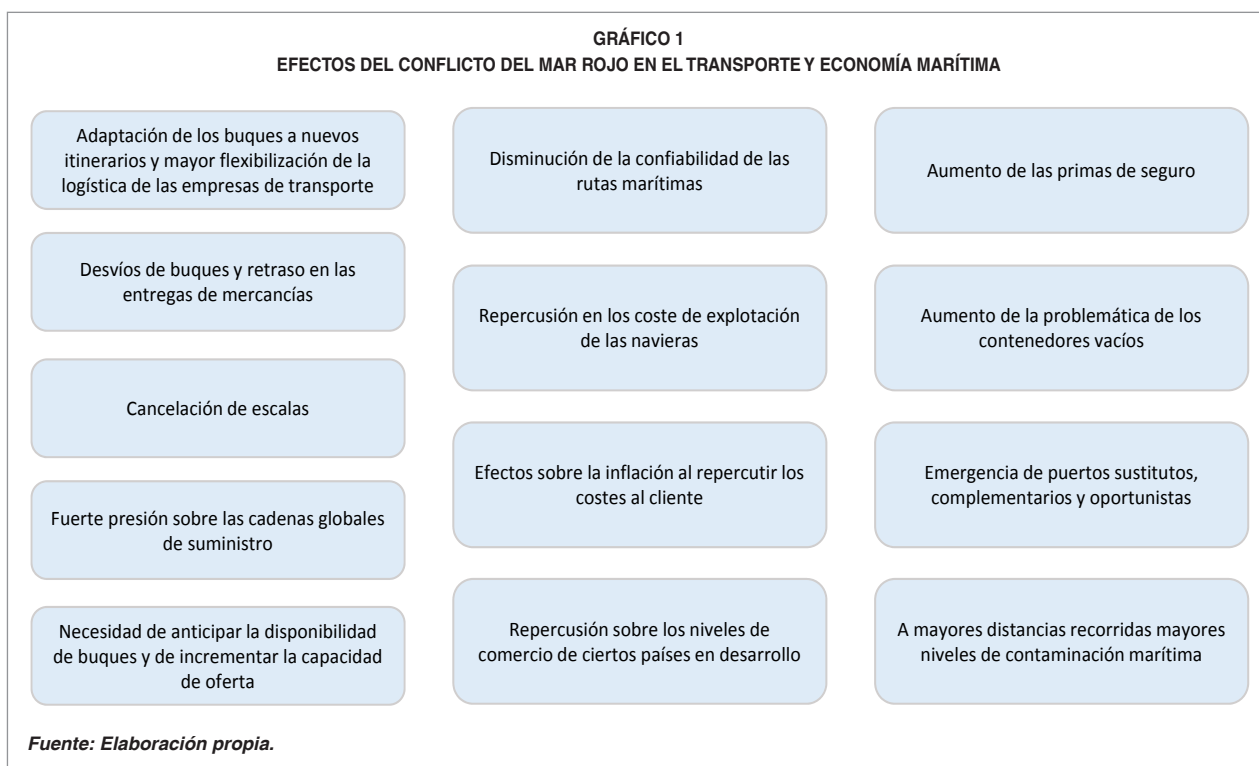 GRÁFICO 1
EFECTOS DEL CONFLICTO DEL MAR ROJO EN EL TRANSPORTE Y ECONOMÍA MARÍTIMA
Adaptación de los buques a nuevos
itinerarios y mayor flexibilización de la
logística de las empresas de transporte
Desvíos de buques y retraso en las
entregas de mercancías
Cancelación de escalas
Fuerte presión sobre las cadenas globales
de suministro
Necesidad de anticipar la disponibilidad
de buques y de incrementar la capacidad
de oferta
Disminución de la confiabilidad de las
rutas marítimas
Repercusión en los coste de explotación
de las navieras
Efectos sobre la inflación al repercutir los
costes al cliente
Repercusión sobre los niveles de
comercio de ciertos países en desarrollo
Aumento de las primas de seguro
Aumento de la problemática de los
contenedores vacíos
Emergencia de puertos sustitutos,
complementarios y oportunistas
A mayores distancias recorridas mayores
niveles de contaminación marítima
Fuente: Elaboración propia.